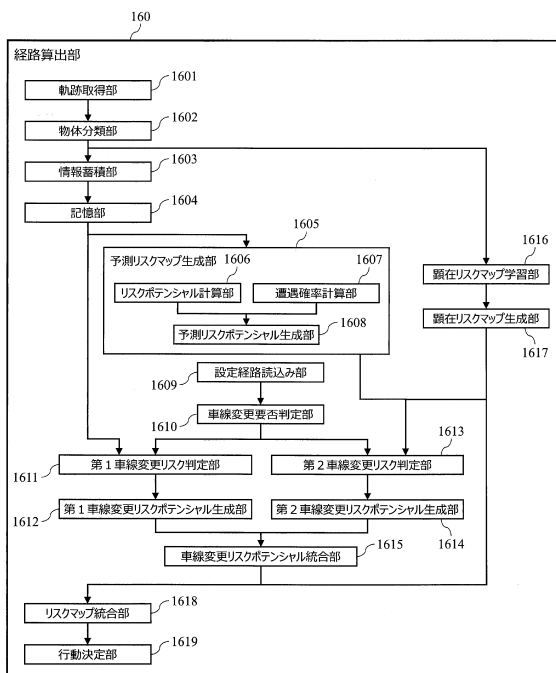 160
経路算出部
1601
軌跡取得部
1602
物体分類部
1603
情報蓄積部
1604
記憶部
1605
予測リスクマップ生成部
1606
1607
リスクポテンシャル計算部
遭遇確率計算部
1608
予測リスクポテンシャル生成部
1616
顕在リスクマップ学習部
顕在リスクマップ生成部
1617
1609
設定経路読込み部
1610
車線変更要否判定部
1613
第1車線変更リスク判定部
第2車線変更リスク判定部
1611
第1車線変更リスクポテンシャル生成部
第2車線変更リスクポテンシャル生成部
1612
1614
1615
車線変更リスクポテンシャル統合部
1618
リスクマップ統合部
1619
行動決定部